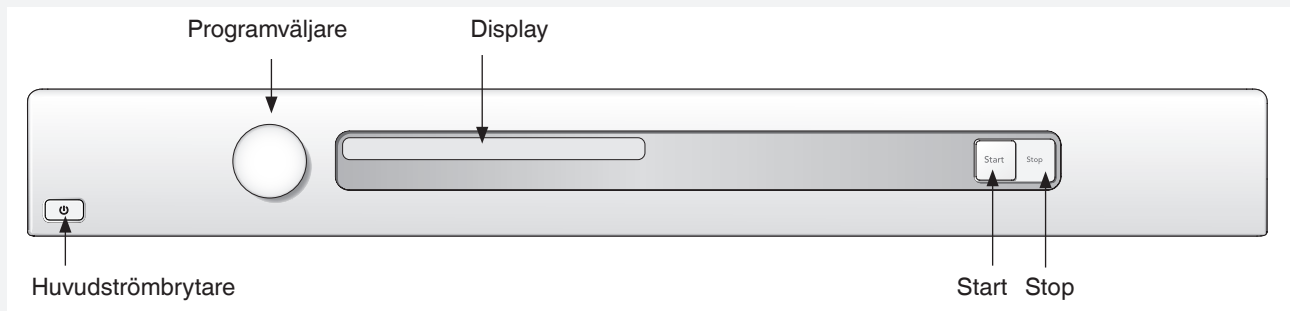 Programväljare
Display
Start
Stop
Huvudströmbrytare
Start
Stop